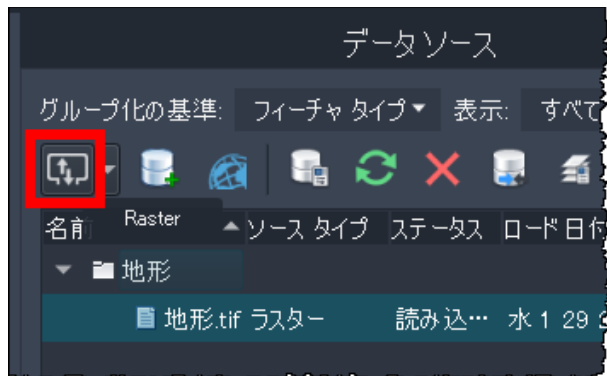 データソース
グループ化の基準: フィーチャ タイプ 表示: すべて
Raster
名前 ソース タイプ ステータス ロード日付
地形
地形.tif ラスター 読み込… 水 1 29